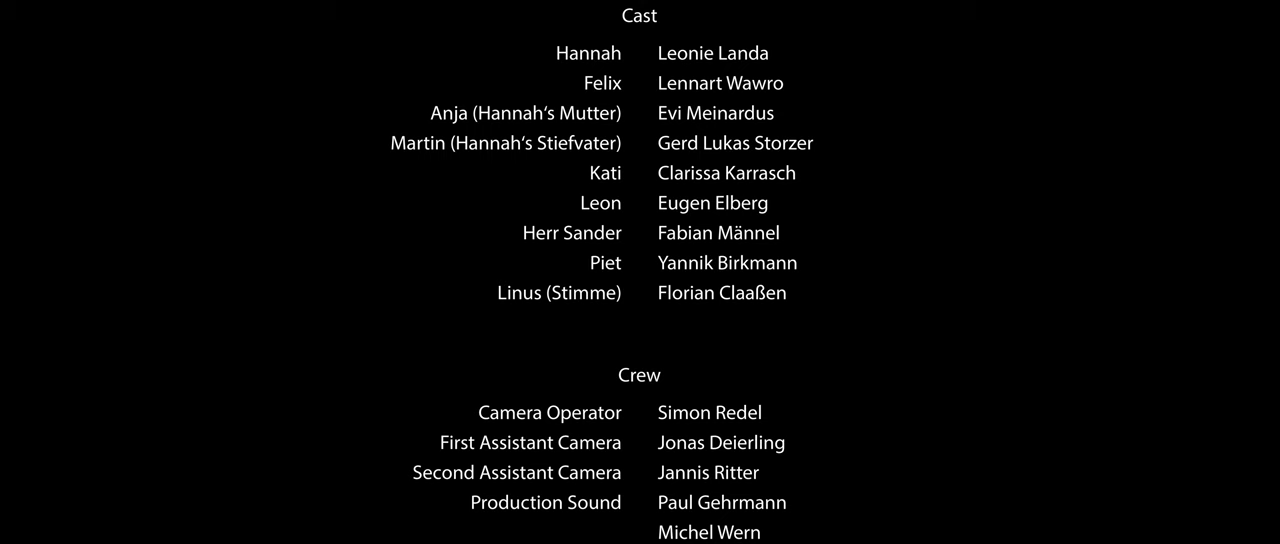 Cast
Hannah Leonie Landa
Felix Lennart Wawro
Anja (Hannah‘s Mutter) Evi Meinardus
Martin (Hannah‘s Stiefvater) Gerd Lukas Storzer
Kati Clarissa Karrasch
Leon Eugen Elberg
Herr Sander Fabian Männel
Piet Yannik Birkmann
Linus (Stimme) Florian Claaßen
Crew
Camera Operator Simon Redel
First Assistant Camera Jonas Deierling
Second Assistant Camera Jannis Ritter
Production Sound Paul Gehrmann
Michel Wern